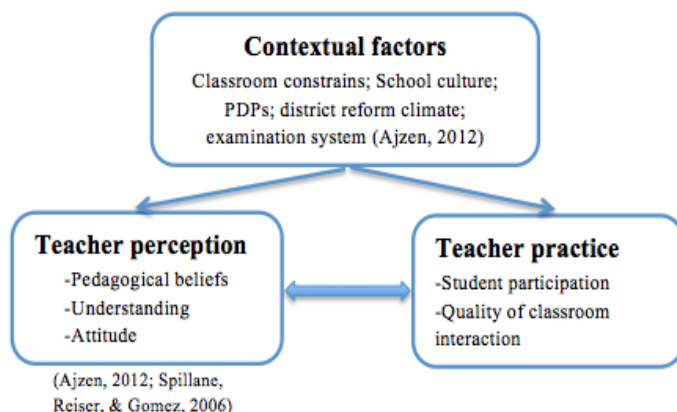 Contextual factors
Classroom constrains; School culture;
PDPs; district reform climate;
examination system (Ajzen, 2012)
Teacher perception
-Pedagogical beliefs
-Understanding
-Attitude
(Ajzen, 2012; Spillane,
Reiser, & Gomez, 2006)
Teacher practice
-Student participation
-Quality of classroom
interaction